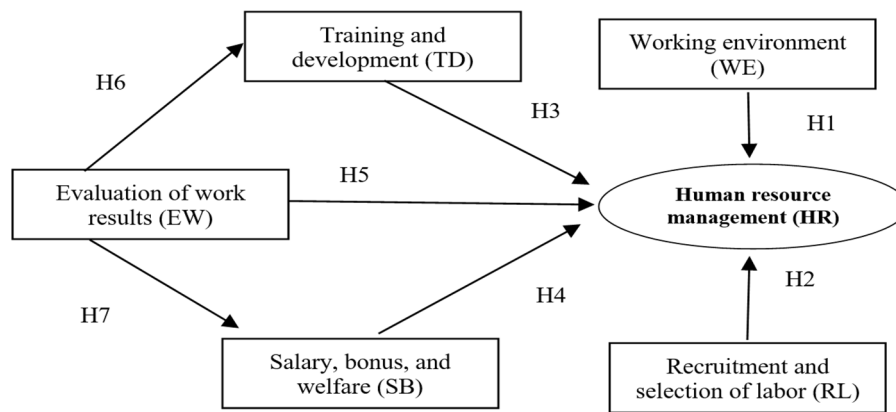 Training and
development (TD)
Working environment
(WE)
H6
H3
H1
Evaluation of work
results (EW)
H5
Human resource
management (HR)
H7
H4
H2
Salary, bonus, and
welfare (SB)
Recruitment and
selection of labor (RL)